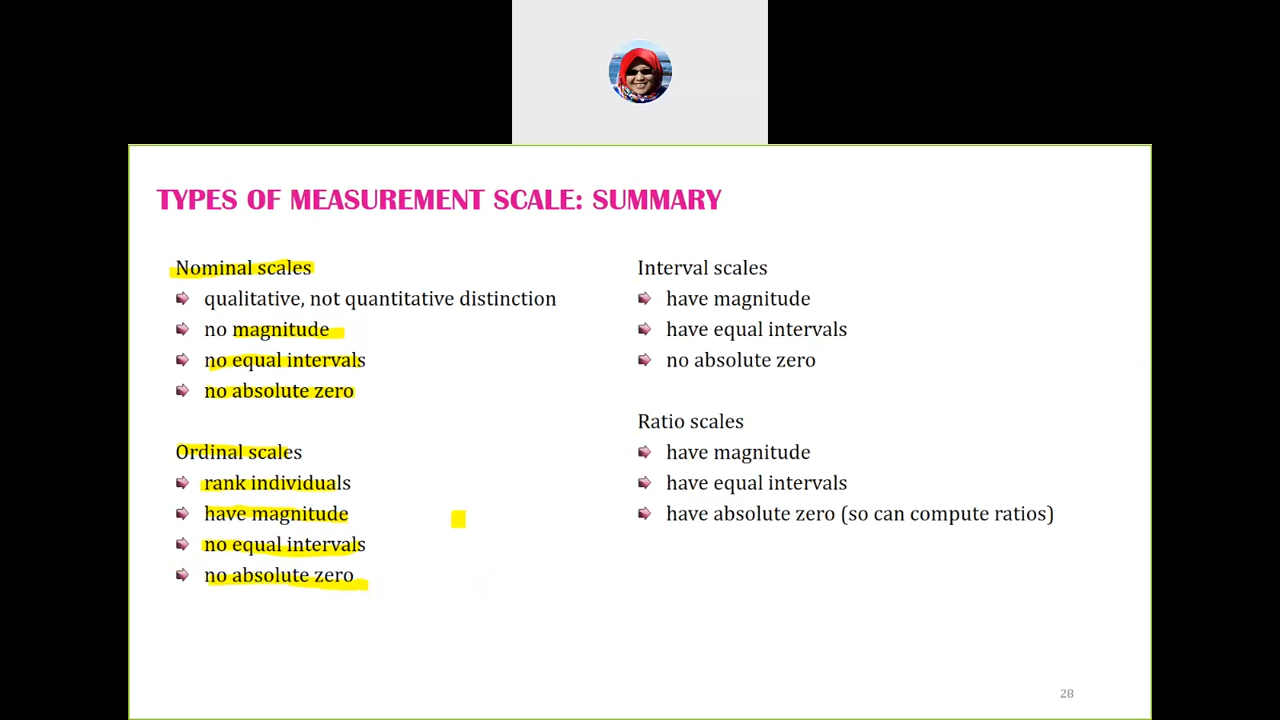 TYPES OF MEASUREMENT SCALE: SUMMARY
Nominal scales
qualitative, not quantitative distinction
no magnitude
no equal intervals
no absolute zero
Ordinal scales
rank individuals
have magnitude
no equal intervals
no absolute zero
Interval scales
have magnitude
have equal intervals
no absolute zero
Ratio scales
have magnitude
have equal intervals
have absolute zero (so can compute ratios)
28